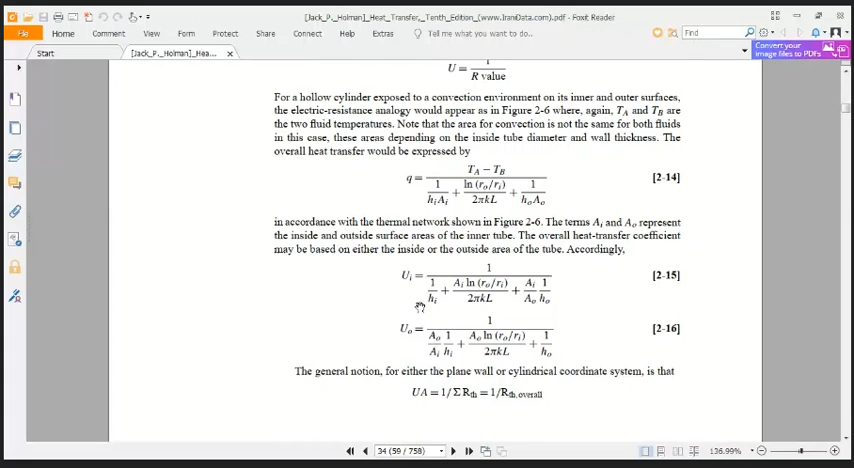 [Jack_P._Holman]_Heat_Transfer,_Tenth_Edition_(www.IraniData.com).pdf - Foxit Reader
File Home Comment View Form Protect Share Connect Help Extras Tell me what you want to do... Find
Start [Jack_P._Holman]_Hea... Convert your image files to PDFs
U = 1 / R value
For a hollow cylinder exposed to a convection environment on its inner and outer surfaces,
the electric-resistance analogy would appear as in Figure 2-6 where, again, T_A and T_B are
the two fluid temperatures. Note that the area for convection is not the same for both fluids
in this case, these areas depending on the inside tube diameter and wall thickness. The
overall heat transfer would be expressed by
q = (T_A − T_B) / (1/(h_i A_i) + ln (r_o/r_i)/(2πkL) + 1/(h_o A_o)) [2-14]
in accordance with the thermal network shown in Figure 2-6. The terms A_i and A_o represent
the inside and outside surface areas of the inner tube. The overall heat-transfer coefficient
may be based on either the inside or the outside area of the tube. Accordingly,
U_i = 1 / (1/h_i + A_i ln (r_o/r_i)/(2πkL) + (A_i/A_o)(1/h_o)) [2-15]
U_o = 1 / ((A_o/A_i)(1/h_i) + A_o ln (r_o/r_i)/(2πkL) + 1/h_o) [2-16]
The general notion, for either the plane wall or cylindrical coordinate system, is that
UA = 1/Σ R_th = 1/R_th, overall
34 (59 / 758) 136.99%